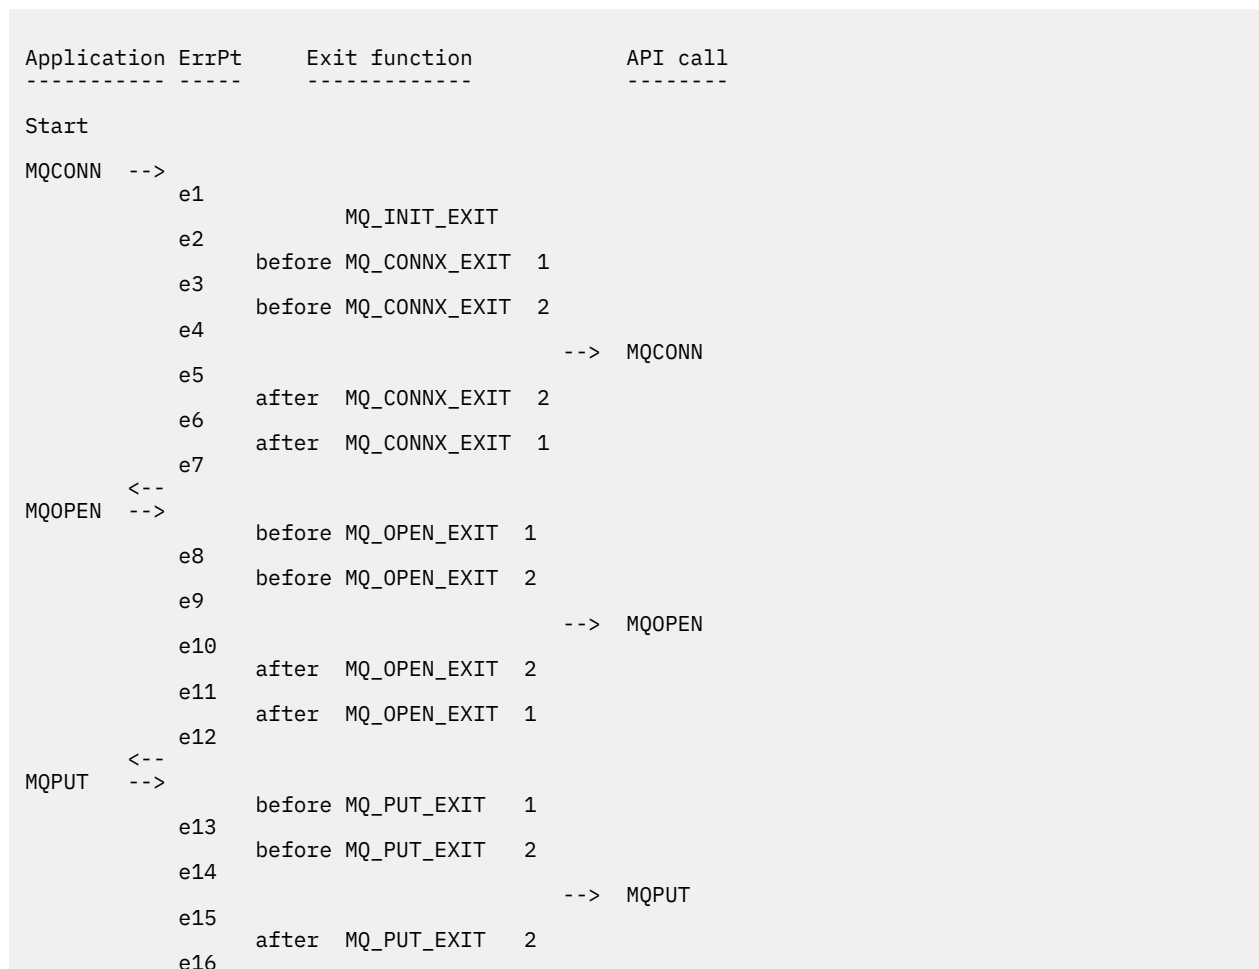 Application ErrPt     Exit function            API call
----------- -----     -------------            --------
Start
MQCONN  -->
            e1
                         MQ_INIT_EXIT
            e2
                  before MQ_CONNX_EXIT  1
            e3
                  before MQ_CONNX_EXIT  2
            e4
                                          -->  MQCONN
            e5
                  after  MQ_CONNX_EXIT  2
            e6
                  after  MQ_CONNX_EXIT  1
            e7
        <--
MQOPEN  -->
                  before MQ_OPEN_EXIT  1
            e8
                  before MQ_OPEN_EXIT  2
            e9
                                          -->  MQOPEN
            e10
                  after  MQ_OPEN_EXIT  2
            e11
                  after  MQ_OPEN_EXIT  1
            e12
        <--
MQPUT   -->
                  before MQ_PUT_EXIT   1
            e13
                  before MQ_PUT_EXIT   2
            e14
                                          -->  MQPUT
            e15
                  after  MQ_PUT_EXIT   2
            e16